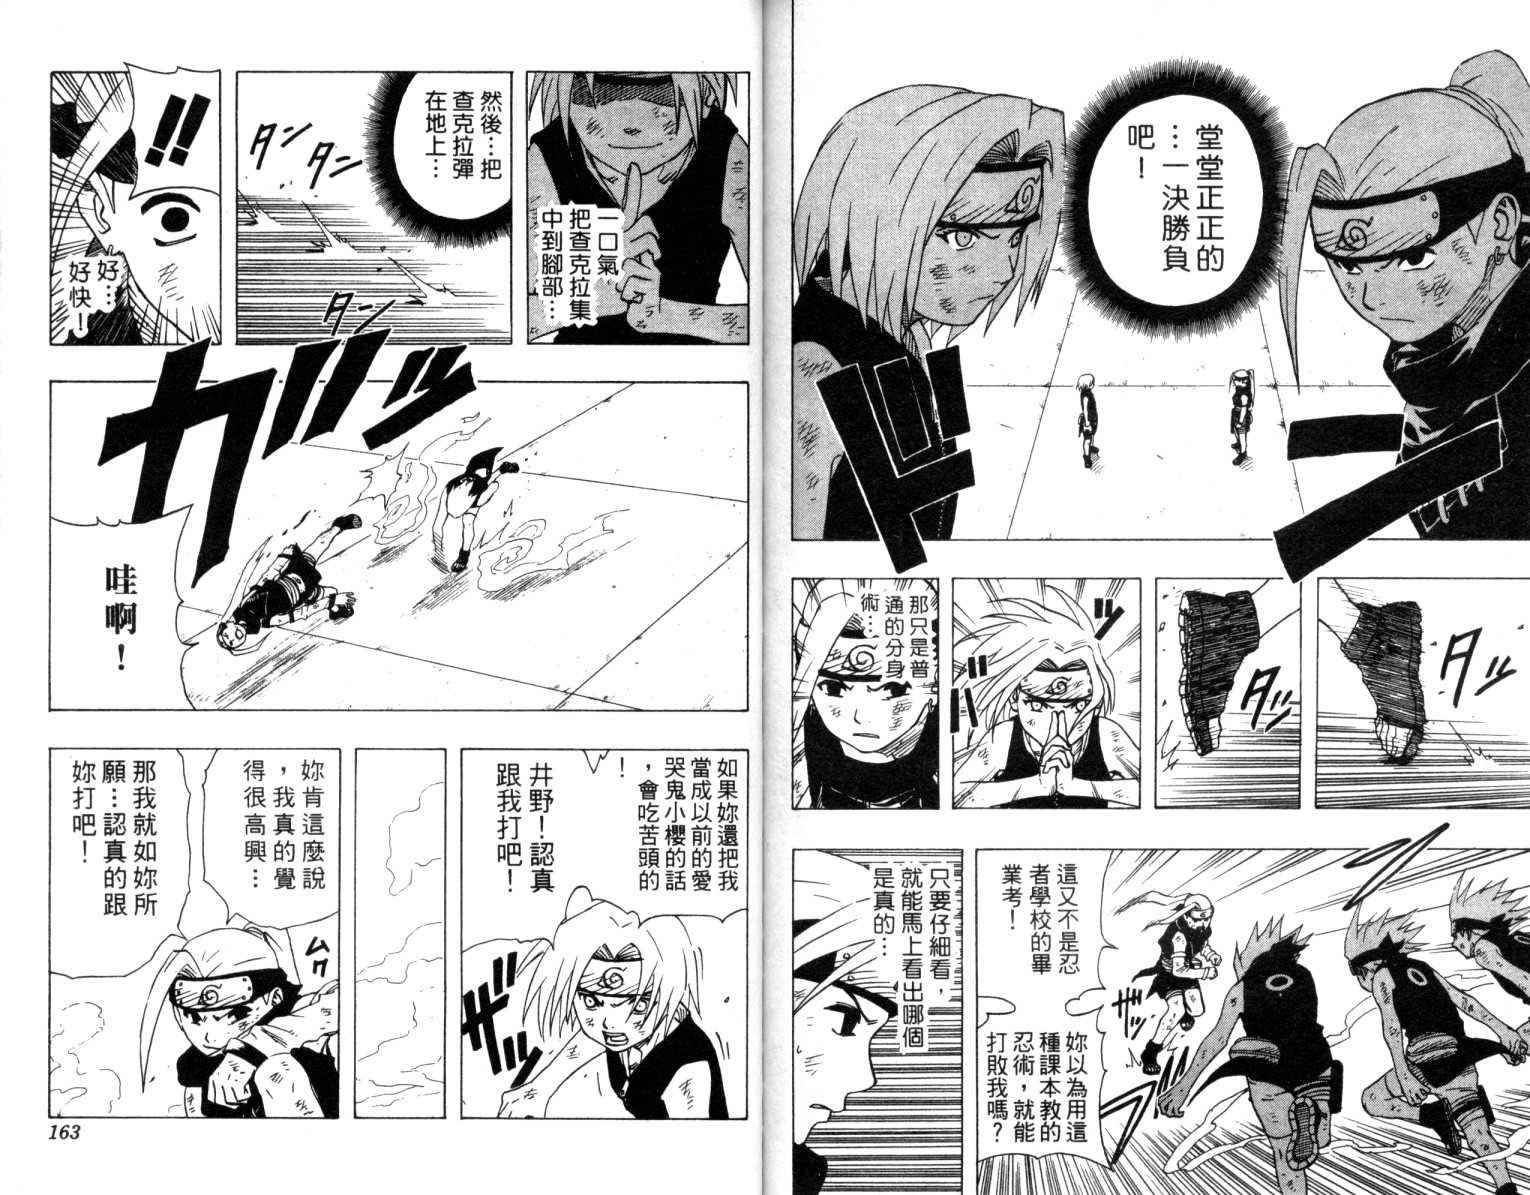 堂堂正正的
…一決勝負
吧！
ドーン
タッ
タッ
バッ
那只是普
通的分身
術…
這又不是忍
者學校的畢
業考！
妳以為用這
種課本教的
忍術，就能
打敗我嗎？
ザッ
只要仔細看，
就能馬上看出哪個
是真的…
一口氣，
把查克拉集
中到腳部…
然後…把
查克拉彈
在地上…
タン
タン
タン
!!
好…
好快！
ガッ
哇啊！
如果妳還把我
當成以前的愛
哭鬼小櫻的話
，會吃苦頭的
！
井野！認真
跟我打吧！
妳肯這麼說
，我真的覺
得很高興…
ムク
那我就如妳所
願…認真的跟
妳打吧！
163